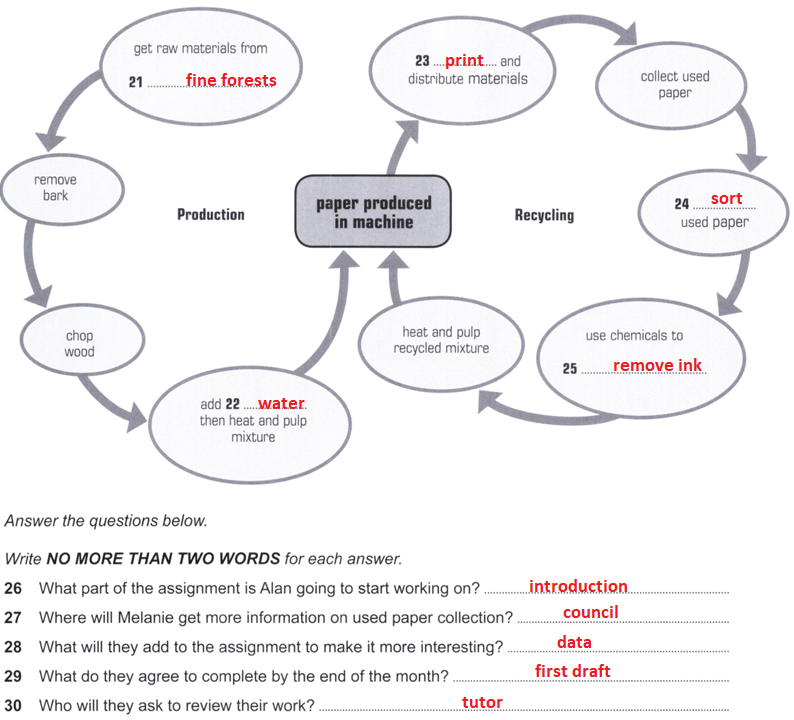 get raw materials from
21 ........................ fine forests
remove
bark
chop
wood
add 22 ..... water.
then heat and pulp
mixture
Production
paper produced
in machine
Recycling
23 ....print.... and
distribute materials
collect used
paper
24 ........ sort ........
used paper
use chemicals to
25 ........ remove ink
heat and pulp
recycled mixture
Answer the questions below.
Write NO MORE THAN TWO WORDS for each answer.
26 What part of the assignment is Alan going to start working on? ........ introduction ........
27 Where will Melanie get more information on used paper collection? ........ council ........
28 What will they add to the assignment to make it more interesting? ........ data ........
29 What do they agree to complete by the end of the month? ........ first draft ........
30 Who will they ask to review their work? ........ tutor ........